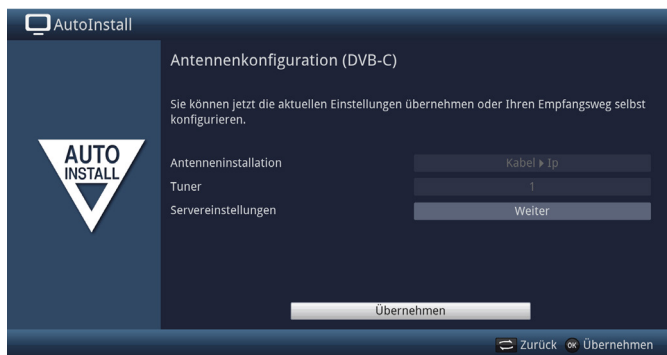 AutoInstall
Antennenkonfiguration (DVB-C)
Sie können jetzt die aktuellen Einstellungen übernehmen oder Ihren Empfangsweg selbst
konfigurieren.
AUTO
INSTALL
Antenneninstallation Kabel ▸ Ip
Tuner 1
Servereinstellungen Weiter
Übernehmen
Zurück OK Übernehmen